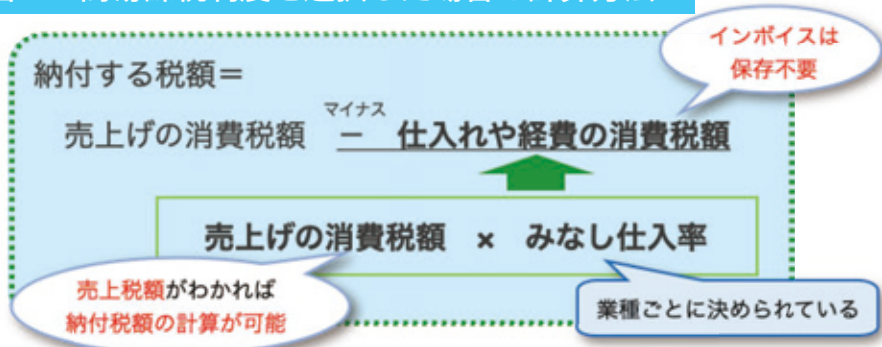 インボイスは
保存不要
納付する税額＝
マイナス
売上げの消費税額 − 仕入れや経費の消費税額
売上げの消費税額 × みなし仕入率
売上税額がわかれば
納付税額の計算が可能
業種ごとに決められている